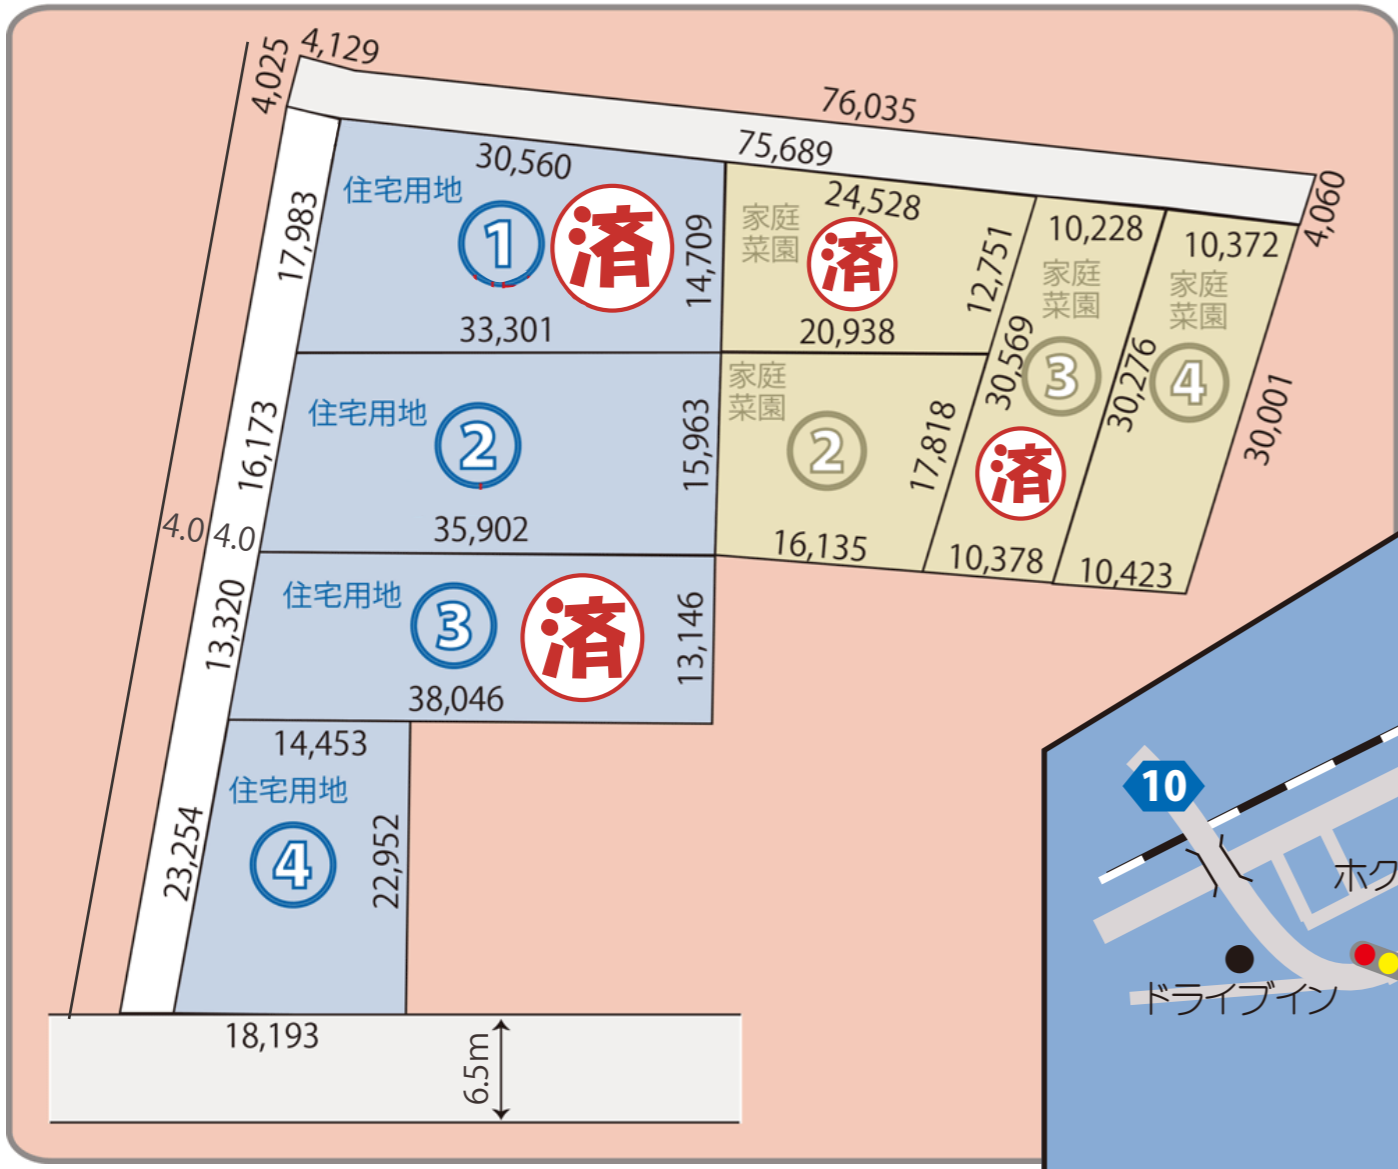 4,025
4,129
76,035
75,689
4,060
30,560
住宅用地
1
済
17,983
14,709
33,301
24,528
家庭
菜園
済
12,751
20,938
10,228
家庭
菜園
3
30,569
済
10,378
10,372
家庭
菜園
4
30,276
30,001
10,423
住宅用地
2
16,173
15,963
35,902
家庭
菜園
2
17,818
16,135
4.0
4.0
住宅用地
3
済
13,320
13,146
38,046
14,453
住宅用地
4
23,254
22,952
18,193
6.5m
10
ホク
ドライブイン